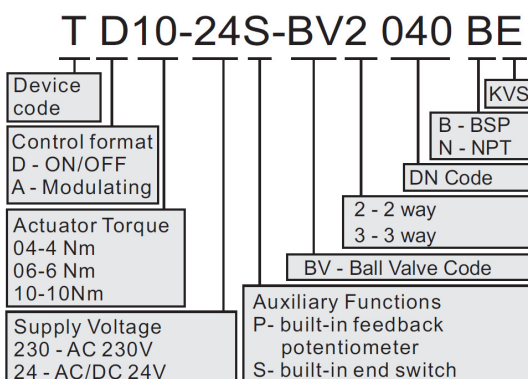 T D10-24S-BV2 040 BE
Device
code
KVS
Control format
D - ON/OFF
A - Modulating
B - BSP
N - NPT
DN Code
Actuator Torque
04-4 Nm
06-6 Nm
10-10Nm
2 - 2 way
3 - 3 way
BV - Ball Valve Code
Supply Voltage
230 - AC 230V
24 - AC/DC 24V
Auxiliary Functions
P- built-in feedback
potentiometer
S- built-in end switch